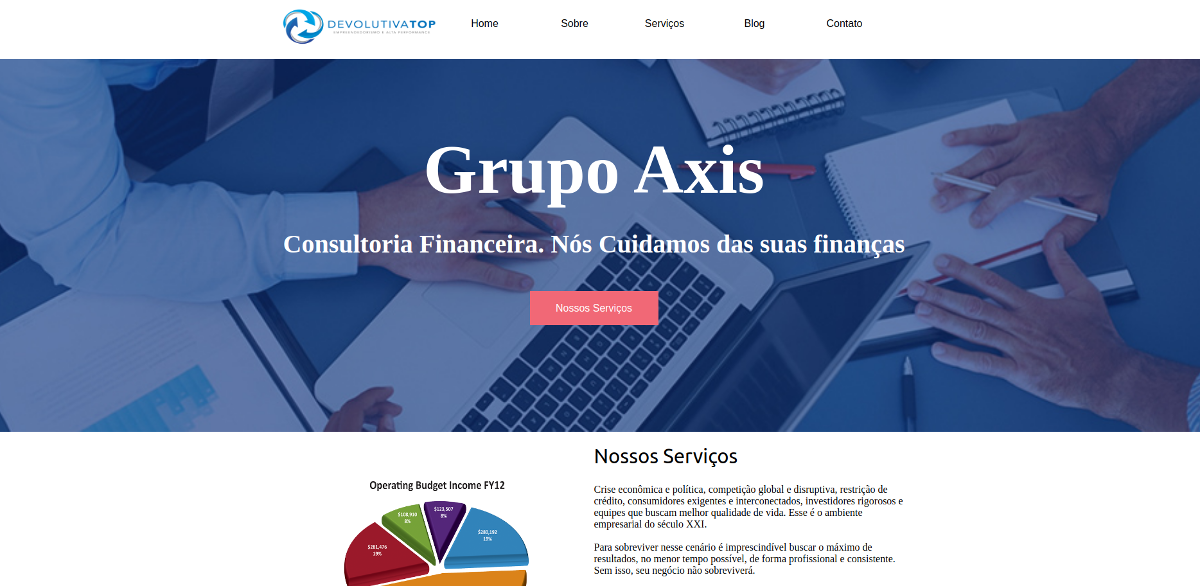 DEVOLUTIVATOP
EMPREENDEDORISMO E ALTA PERFORMANCE
Home
Sobre
Serviços
Blog
Contato
Grupo Axis
Consultoria Financeira. Nós Cuidamos das suas finanças
Nossos Serviços
Nossos Serviços
Operating Budget Income FY12
$123,507
8%
$100,910
6%
$280,192
19%
$281,476
19%
Crise econômica e política, competição global e disruptiva, restrição de
crédito, consumidores exigentes e interconectados, investidores rigorosos e
equipes que buscam melhor qualidade de vida. Esse é o ambiente
empresarial do século XXI.
Para sobreviver nesse cenário é imprescindível buscar o máximo de
resultados, no menor tempo possível, de forma profissional e consistente.
Sem isso, seu negócio não sobreviverá.